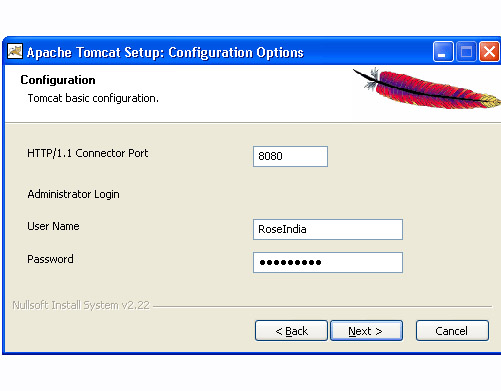 Apache Tomcat Setup: Configuration Options
Configuration
Tomcat basic configuration.
HTTP/1.1 Connector Port
8080
Administrator Login
User Name
RoseIndia
Password
●●●●●●●●●
Nullsoft Install System v2.22
< Back
Next >
Cancel